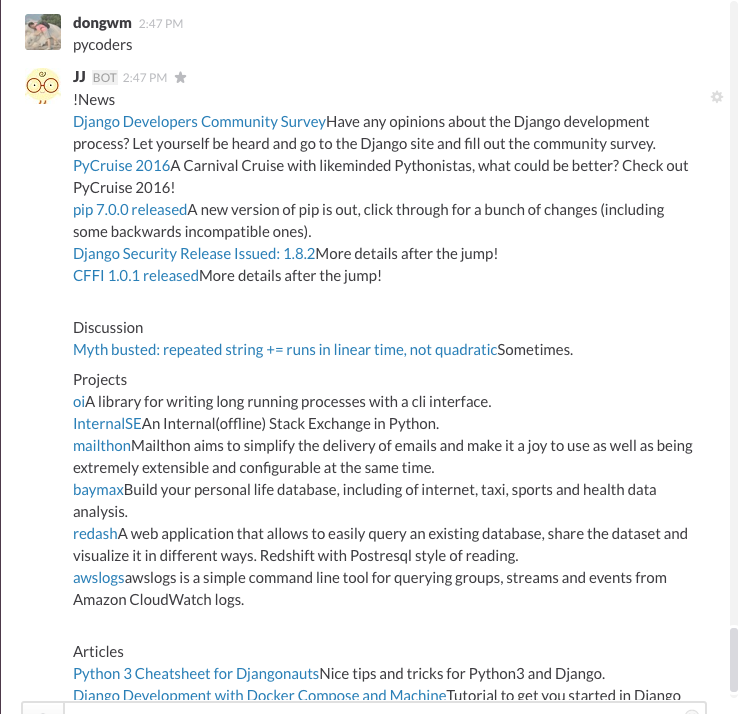 dongwm 2:47 PM
pycoders
JJ BOT 2:47 PM
!News
Django Developers Community SurveyHave any opinions about the Django development
process? Let yourself be heard and go to the Django site and fill out the community survey.
PyCruise 2016A Carnival Cruise with likeminded Pythonistas, what could be better? Check out
PyCruise 2016!
pip 7.0.0 releasedA new version of pip is out, click through for a bunch of changes (including
some backwards incompatible ones).
Django Security Release Issued: 1.8.2More details after the jump!
CFFI 1.0.1 releasedMore details after the jump!
Discussion
Myth busted: repeated string += runs in linear time, not quadraticSometimes.
Projects
oiA library for writing long running processes with a cli interface.
InternalSEAn Internal(offline) Stack Exchange in Python.
mailthonMailthon aims to simplify the delivery of emails and make it a joy to use as well as being
extremely extensible and configurable at the same time.
baymaxBuild your personal life database, including of internet, taxi, sports and health data
analysis.
redashA web application that allows to easily query an existing database, share the dataset and
visualize it in different ways. Redshift with Postresql style of reading.
awslogsawslogs is a simple command line tool for querying groups, streams and events from
Amazon CloudWatch logs.
Articles
Python 3 Cheatsheet for DjangonautsNice tips and tricks for Python3 and Django.
Django Development with Docker Compose and MachineTutorial to get you started in Django